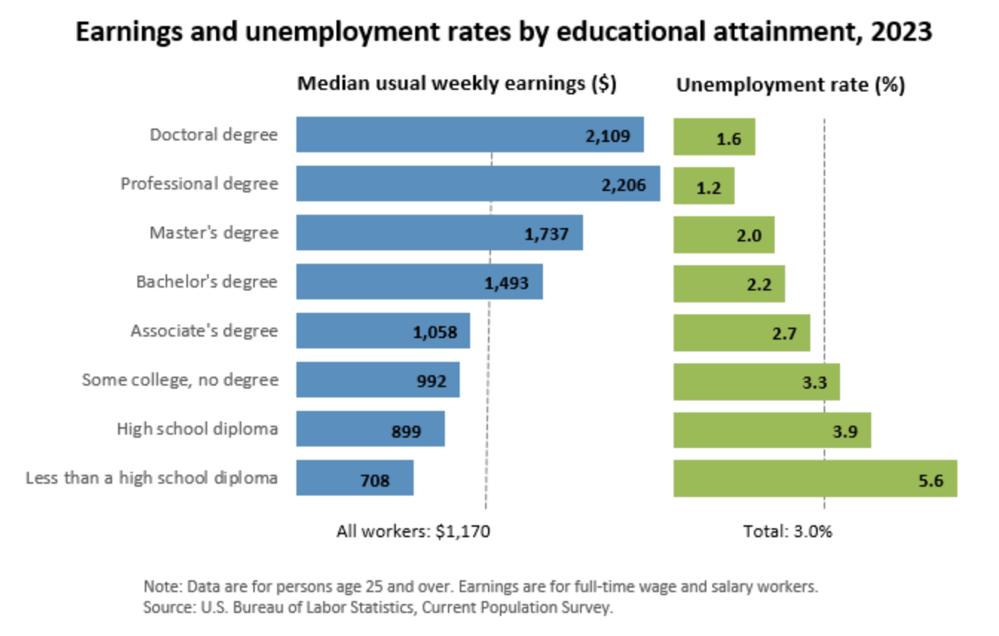 Earnings and unemployment rates by educational attainment, 2023
Median usual weekly earnings ($) Unemployment rate (%)
Doctoral degree 2,109 1.6
Professional degree 2,206 1.2
Master's degree 1,737 2.0
Bachelor's degree 1,493 2.2
Associate's degree 1,058 2.7
Some college, no degree 992 3.3
High school diploma 899 3.9
Less than a high school diploma 708 5.6
All workers: $1,170 Total: 3.0%
Note: Data are for persons age 25 and over. Earnings are for full-time wage and salary workers.
Source: U.S. Bureau of Labor Statistics, Current Population Survey.